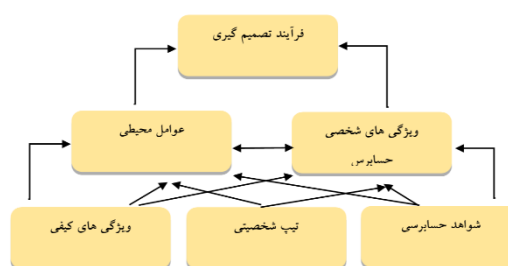 فرآیند تصمیم گیری
ویژگی های شخصی
حسابرس
عوامل محیطی
شواهد حسابرسی
تیپ شخصیتی
ویژگی های کیفی